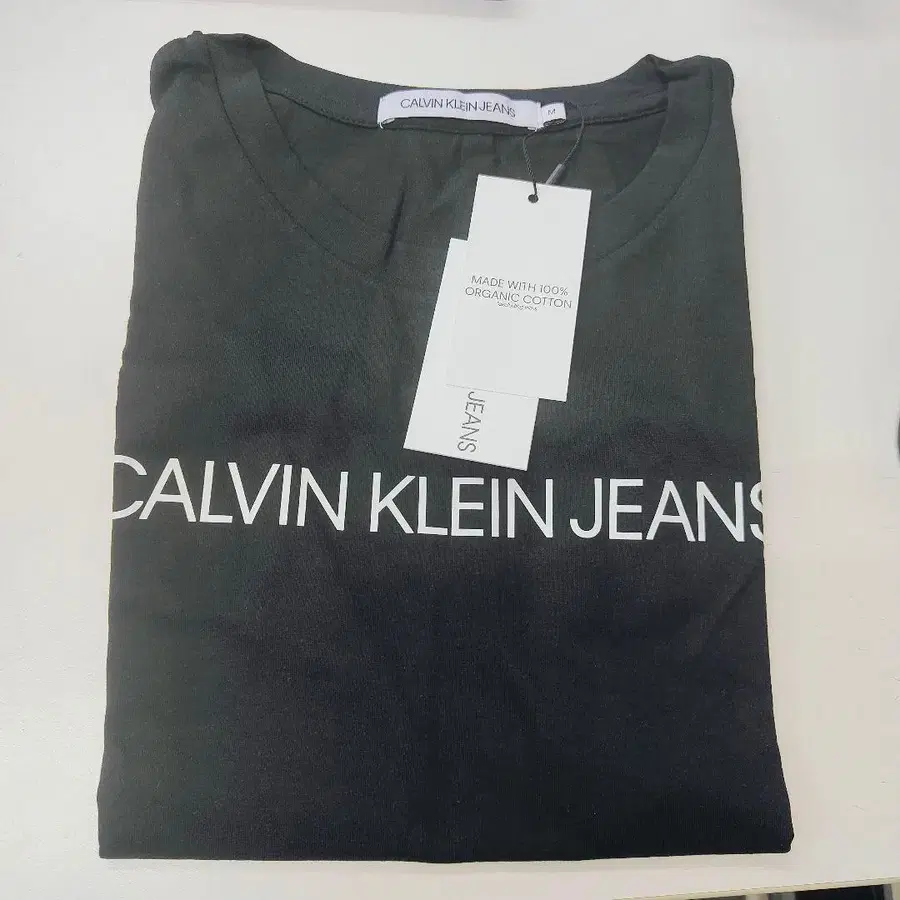 CALVIN KLEIN JEANS
M
MADE WITH 100%
ORGANIC COTTON
JEANS
CALVIN KLEIN JEANS